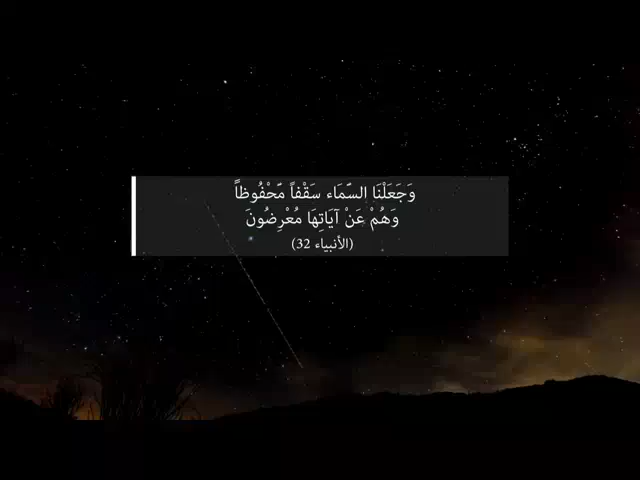 وَجَعَلْنَا السَّمَاء سَقْفاً مَّحْفُوظاً
وَهُمْ عَنْ آيَاتِهَا مُعْرِضُونَ
(الأنبياء 32)